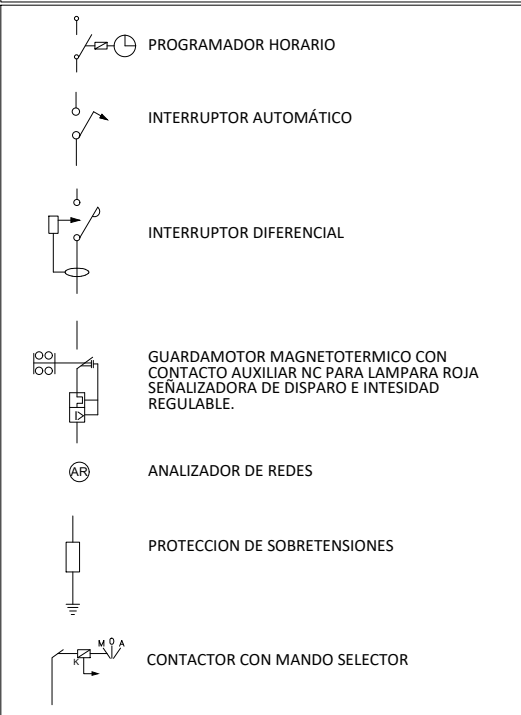 PROGRAMADOR HORARIO
INTERRUPTOR AUTOMÁTICO
INTERRUPTOR DIFERENCIAL
GUARDAMOTOR MAGNETOTERMICO CON
CONTACTO AUXILIAR NC PARA LAMPARA ROJA
SEÑALIZADORA DE DISPARO E INTESIDAD
REGULABLE.
AR ANALIZADOR DE REDES
PROTECCION DE SOBRETENSIONES
M 0 A
K
CONTACTOR CON MANDO SELECTOR